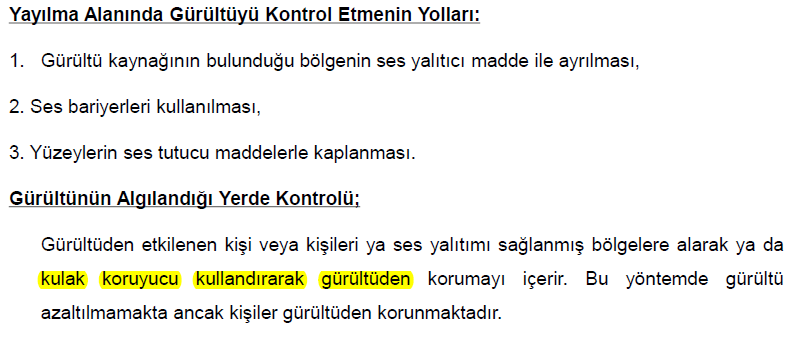 Yayılma Alanında Gürültüyü Kontrol Etmenin Yolları:
1. Gürültü kaynağının bulunduğu bölgenin ses yalıtıcı madde ile ayrılması,
2. Ses bariyerleri kullanılması,
3. Yüzeylerin ses tutucu maddelerle kaplanması.
Gürültünün Algılandığı Yerde Kontrolü;
Gürültüden etkilenen kişi veya kişileri ya ses yalıtımı sağlanmış bölgelere alarak ya da
kulak koruyucu kullandırarak gürültüden korumayı içerir. Bu yöntemde gürültü
azaltılmamakta ancak kişiler gürültüden korunmaktadır.